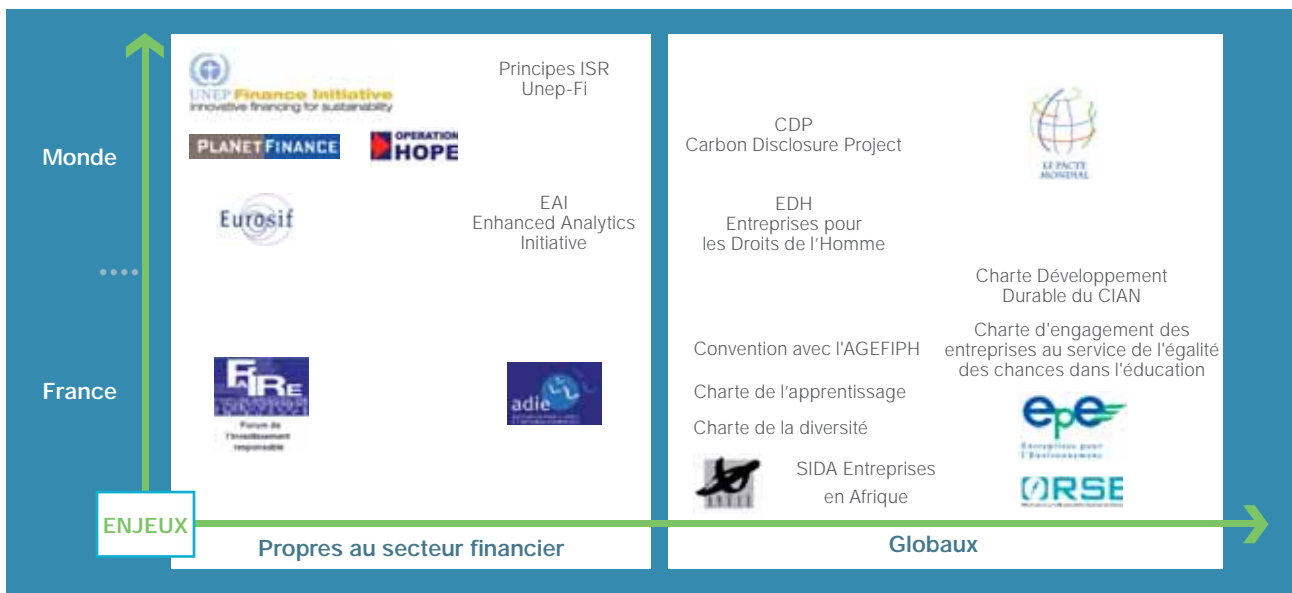 UNEP Finance Initiative
Innovative financing for sustainability
Principes ISR
Unep-Fi
PLANET FINANCE
OPERATION
HOPE
CDP
Carbon Disclosure Project
LE PACTE
MONDIAL
Monde
Eurosif
EAI
Enhanced Analytics
Initiative
EDH
Entreprises pour
les Droits de l’Homme
....
Charte Développement
Durable du CIAN
Convention avec l'AGEFIPH
Charte d'engagement des
entreprises au service de l'égalité
des chances dans l'éducation
France
Forum de
l'Investissement
responsable
adie
Charte de l’apprentissage
Charte de la diversité
epe
Entreprises pour
l'Environnement
SIDA Entreprises
en Afrique
ORSE
ENJEUX
Propres au secteur financier
Globaux